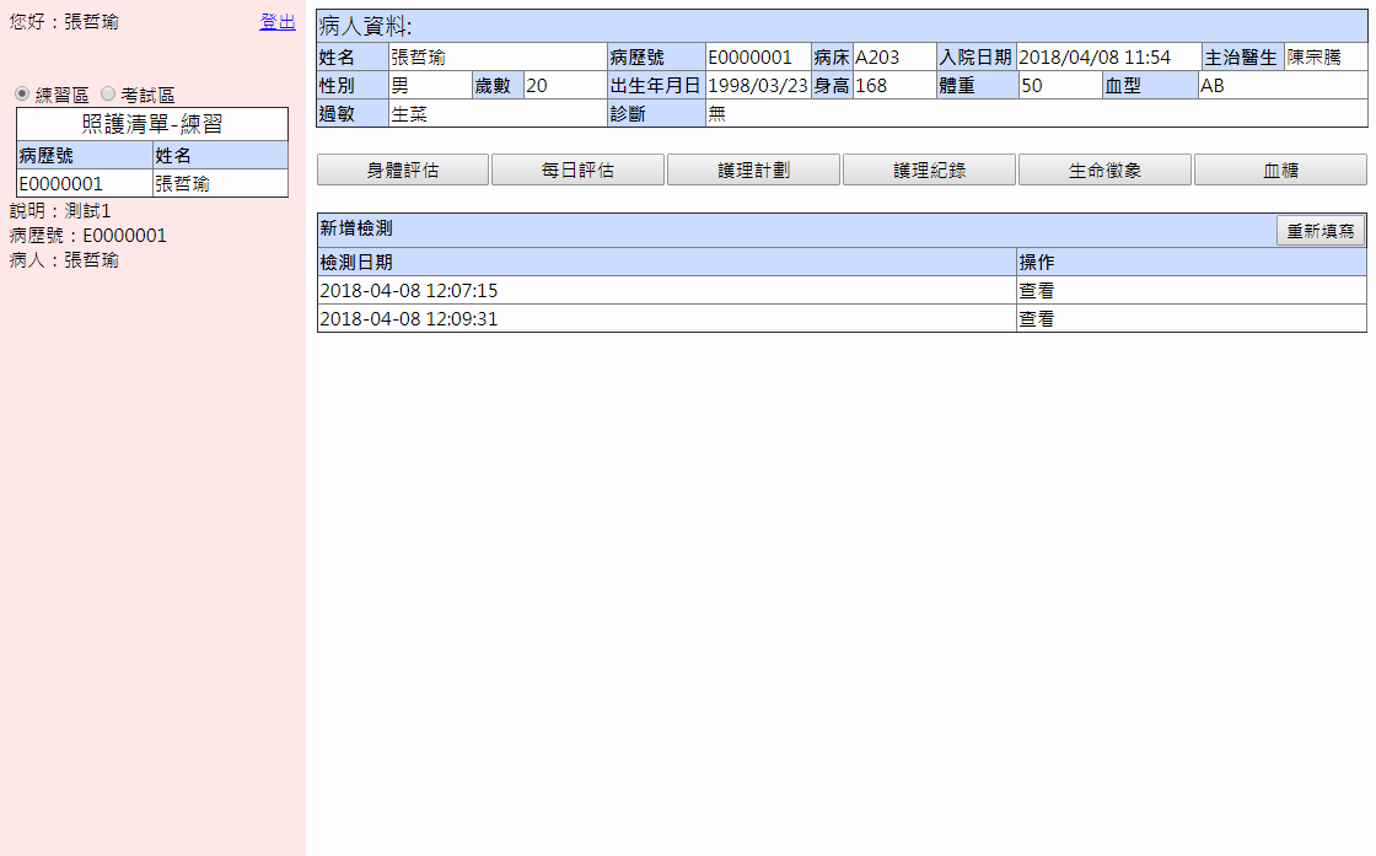 您好：張哲瑜 登出
練習區 考試區
照護清單-練習
病歷號 姓名
E0000001 張哲瑜
說明：測試1
病歷號：E0000001
病人：張哲瑜
病人資料:
姓名 張哲瑜 病歷號 E0000001 病床 A203 入院日期 2018/04/08 11:54 主治醫生 陳宗騰
性別 男 歲數 20 出生年月日 1998/03/23 身高 168 體重 50 血型 AB
過敏 生菜 診斷 無
身體評估 每日評估 護理計劃 護理紀錄 生命徵象 血糖
新增檢測 重新填寫
檢測日期 操作
2018-04-08 12:07:15 查看
2018-04-08 12:09:31 查看